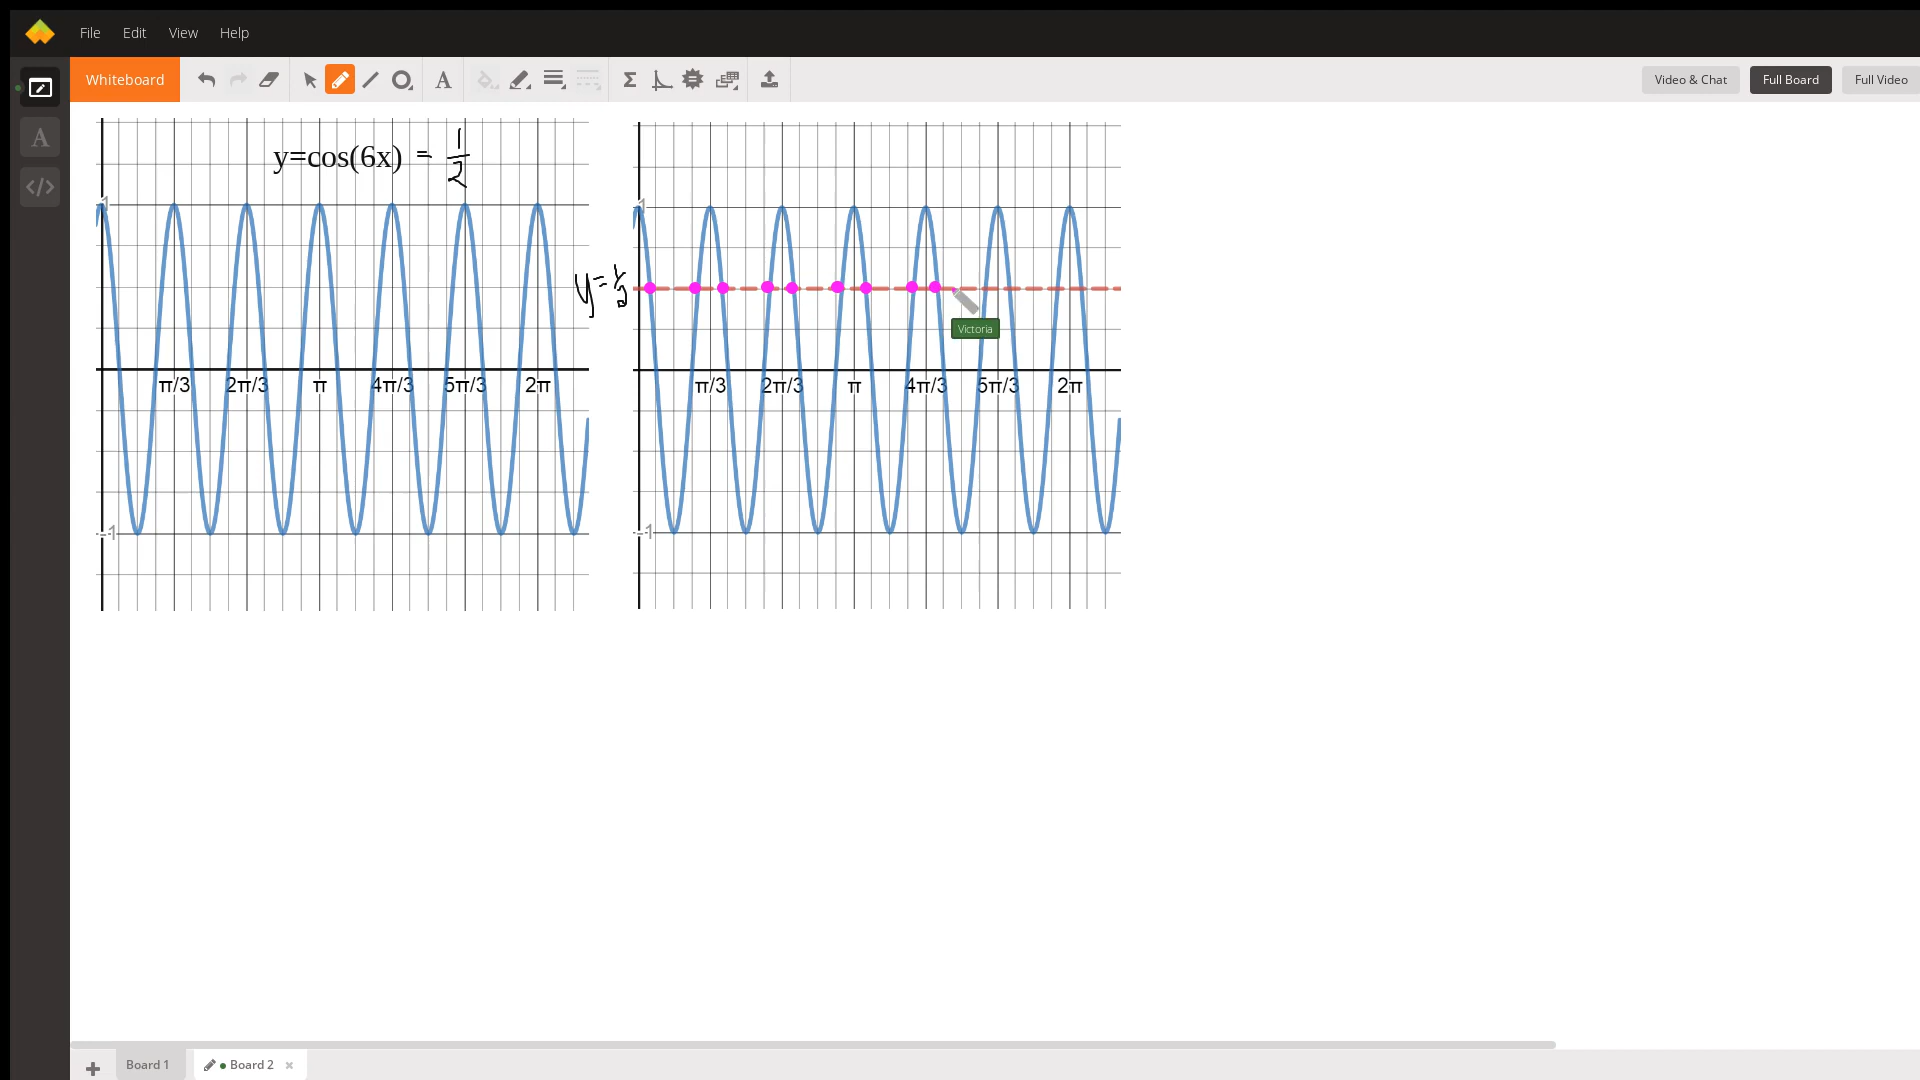 File Edit View Help
Whiteboard
A
Σ
Video & Chat
Full Board
Full Video
A
</>
y=cos(6x) = 1/2
1
π/3 2π/3 π 4π/3 5π/3 2π
-1
y=1/2
1
Victoria
π/3 2π/3 π 4π/3 5π/3 2π
-1
+ Board 1 Board 2 ×